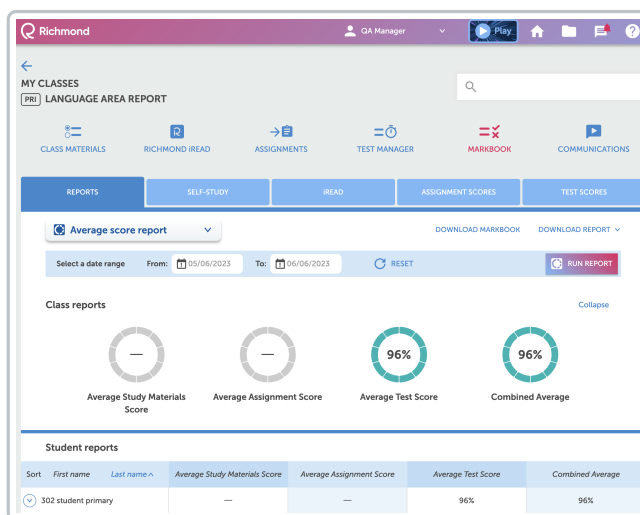 Richmond
QA Manager
Play
MY CLASSES
PRI LANGUAGE AREA REPORT
CLASS MATERIALS
RICHMOND iREAD
ASSIGNMENTS
TEST MANAGER
MARKBOOK
COMMUNICATIONS
REPORTS
SELF-STUDY
IREAD
ASSIGNMENT SCORES
TEST SCORES
Average score report
DOWNLOAD MARKBOOK
DOWNLOAD REPORT
Select a date range
From:
05/06/2023
To:
06/06/2023
RESET
RUN REPORT
Class reports
Collapse
—
—
96%
96%
Average Study Materials
Score
Average Assignment Score
Average Test Score
Combined Average
Student reports
Sort First name Last name Average Study Materials Score Average Assignment Score Average Test Score Combined Average
302 student primary — — 96% 96%